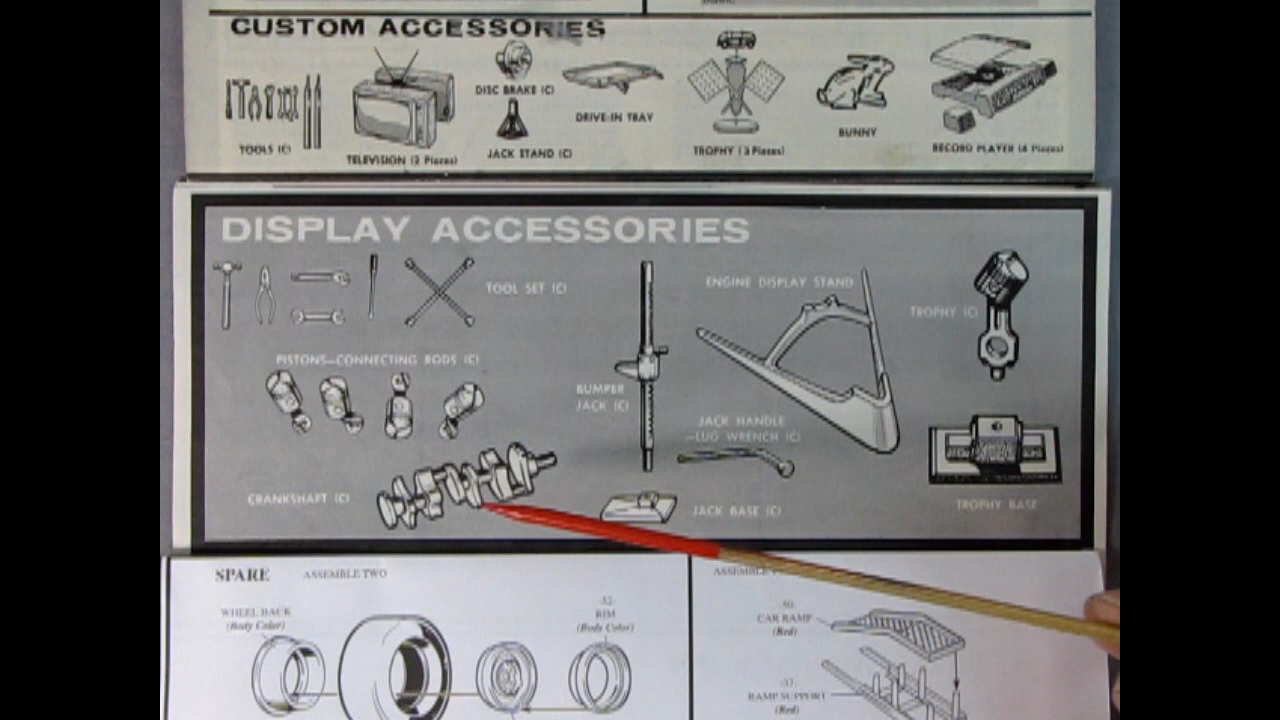 CUSTOM ACCESSORIES
DISC BRAKE (C)
DRIVE-IN TRAY
BUNNY
TOOLS (C)
TELEVISION (2 Pieces)
JACK STAND (C)
TROPHY (3 Pieces)
RECORD PLAYER (4 Pieces)
DISPLAY ACCESSORIES
TOOL SET (C)
ENGINE DISPLAY STAND
TROPHY (C)
PISTONS—CONNECTING RODS (C)
BUMPER
JACK (C)
JACK HANDLE
—LUG WRENCH (C)
CRANKSHAFT (C)
JACK BASE (C)
TROPHY BASE
SPARE
ASSEMBLE TWO
WHEEL BACK
(Body Color)
-52-
RIM
(Body Color)
ASSEMBLE
-50-
CAR RAMP
(Red)
-37-
RAMP SUPPORT
(Red)